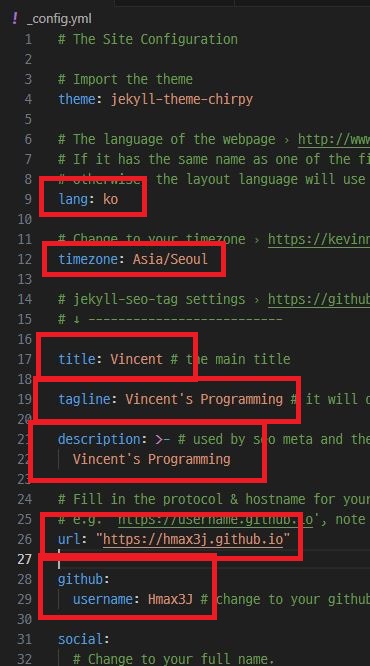 ! _config.yml
1 # The Site Configuration
2
3 # Import the theme
4 theme: jekyll-theme-chirpy
5
6 # The language of the webpage › http://www
7 # If it has the same name as one of the fi
8 # otherwise, the layout language will use
9 lang: ko
10
11 # Change to your timezone › https://kevinn
12 timezone: Asia/Seoul
13
14 # jekyll-seo-tag settings › https://github
15 # ↓ --------------------------
16
17 title: Vincent # the main title
18
19 tagline: Vincent's Programming # it will d
20
21 description: >- # used by seo meta and the
22 Vincent's Programming
23
24 # Fill in the protocol & hostname for your
25 # e.g. 'https://username.github.io', note
26 url: "https://hmax3j.github.io"
27
28 github:
29 username: Hmax3J # change to your github
30
31 social:
32 # Change to your full name.